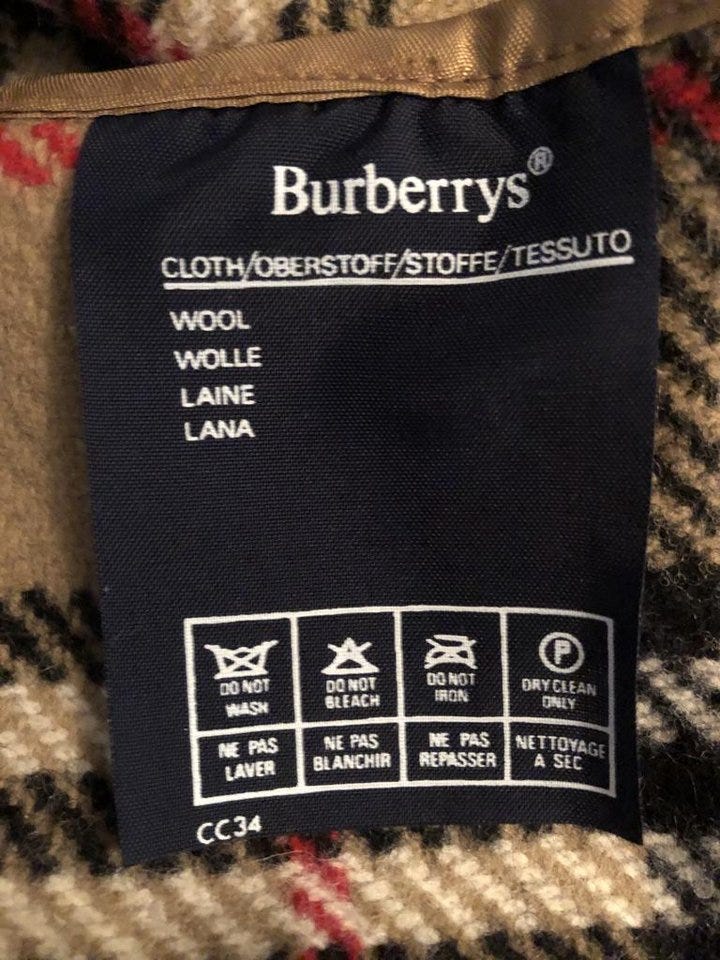 Burberrys®
CLOTH/OBERSTOFF/STOFFE/TESSUTO
WOOL
WOLLE
LAINE
LANA
DO NOT WASH
DO NOT BLEACH
DO NOT IRON
P
DRY CLEAN ONLY
NE PAS LAVER
NE PAS BLANCHIR
NE PAS REPASSER
NETTOYAGE A SEC
CC34